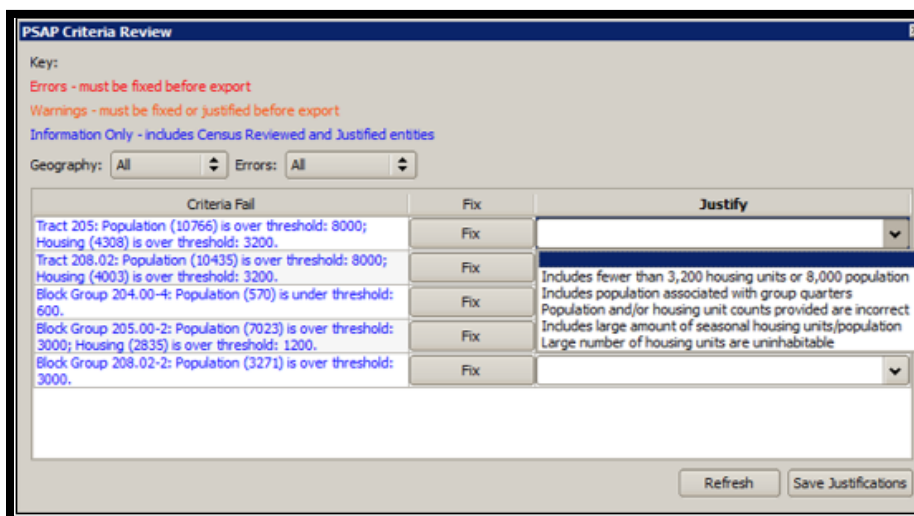 PSAP Criteria Review
Key:
Errors - must be fixed before export
Warnings - must be fixed or justified before export
Information Only - includes Census Reviewed and Justified entities
Geography: All Errors: All
Criteria Fail Fix Justify
Tract 205: Population (10766) is over threshold: 8000;
Housing (4308) is over threshold: 3200.
Fix
Tract 208.02: Population (10435) is over threshold: 8000;
Housing (4003) is over threshold: 3200.
Fix
Block Group 204.00-4: Population (570) is under threshold:
600.
Fix
Block Group 205.00-2: Population (7023) is over threshold:
3000; Housing (2835) is over threshold: 1200.
Fix
Block Group 208.02-2: Population (3271) is over threshold:
3000.
Fix
Includes fewer than 3,200 housing units or 8,000 population
Includes population associated with group quarters
Population and/or housing unit counts provided are incorrect
Includes large amount of seasonal housing units/population
Large number of housing units are uninhabitable
Refresh Save Justifications